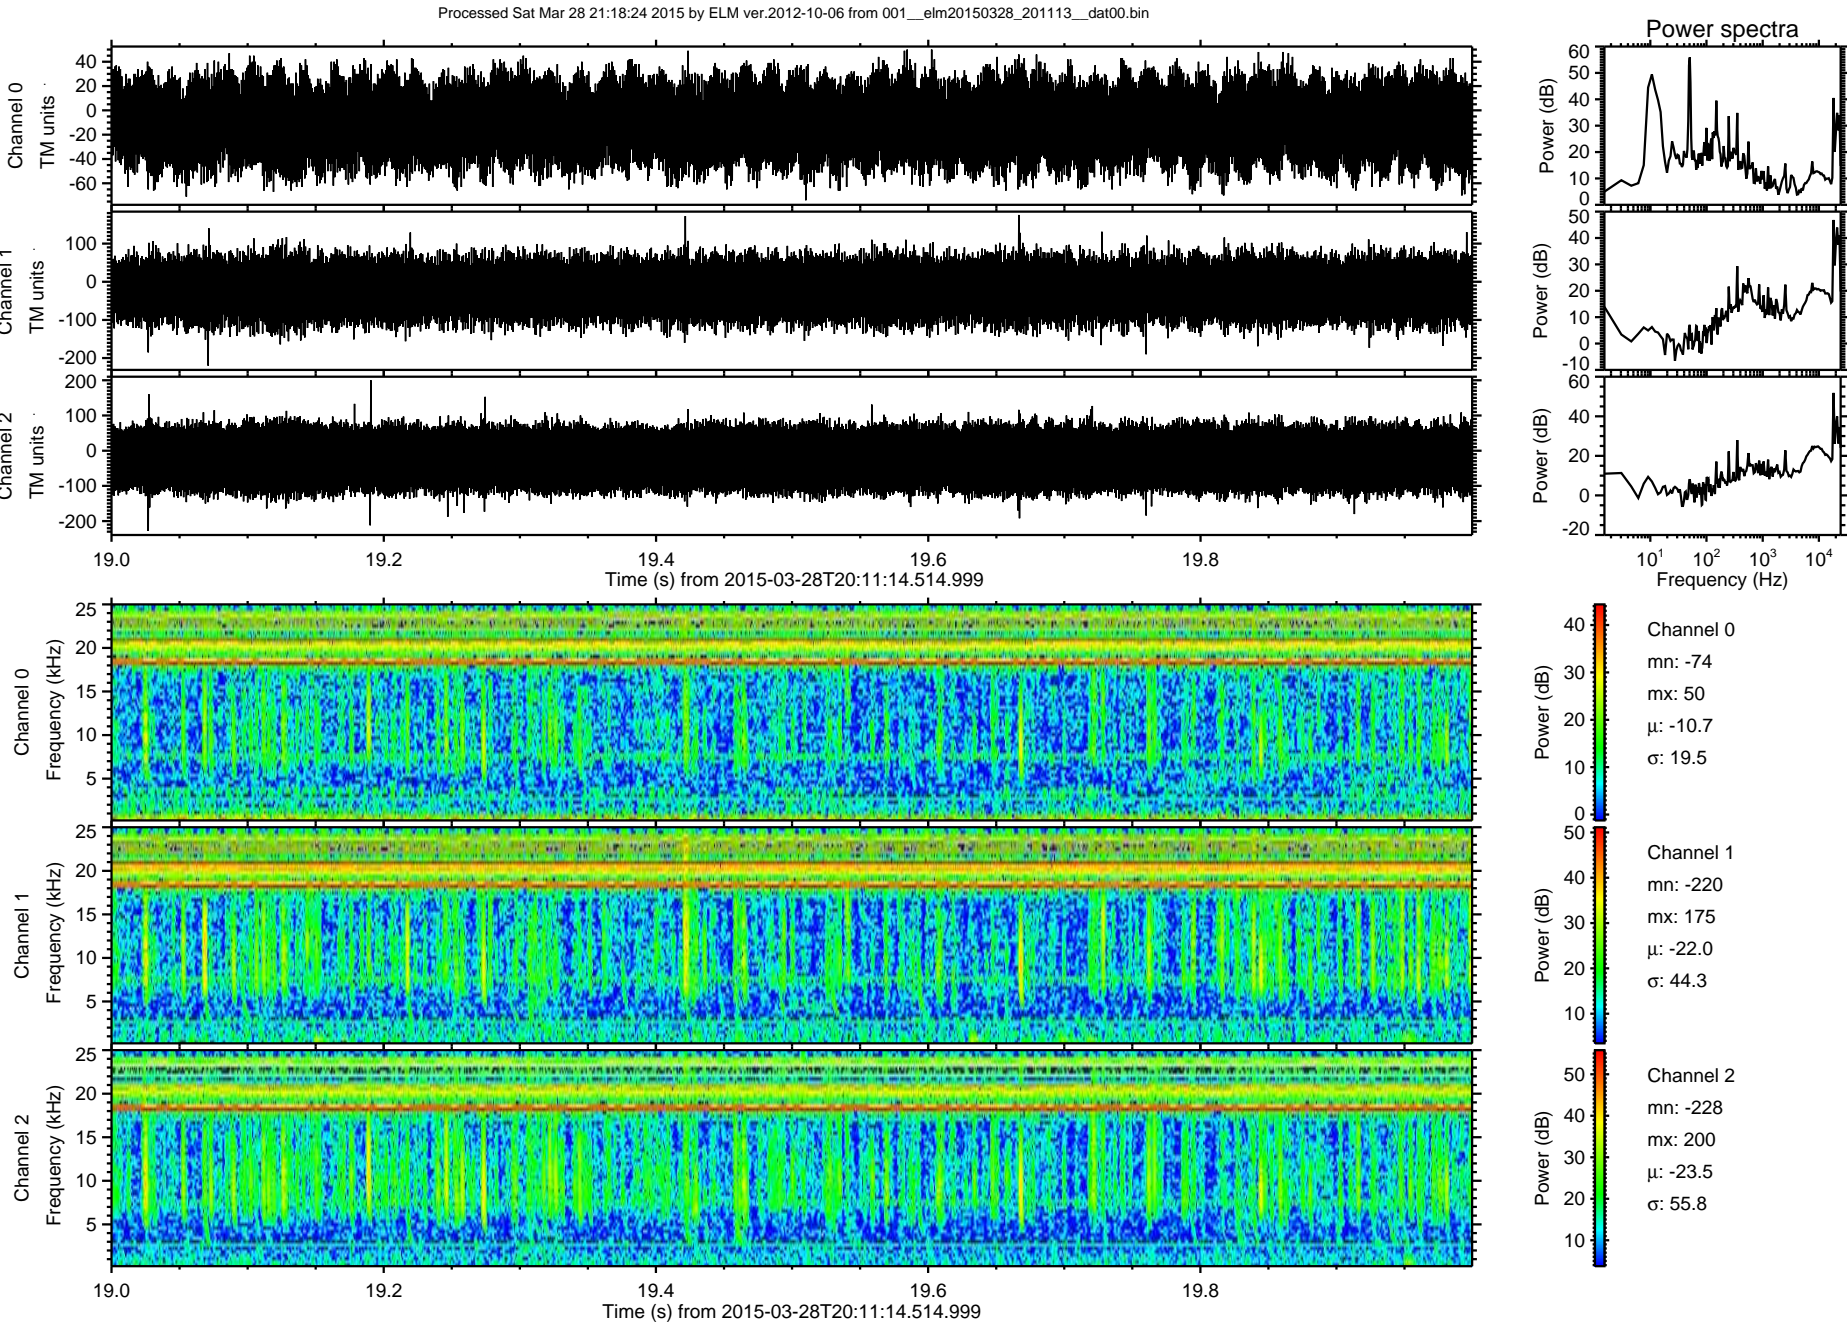 Processed Sat Mar 28 21:18:24 2015 by ELM ver.2012-10-06 from 001__elm20150328_201113__dat00.bin
Power spectra
Channel 0
TM units
40
20
0
-20
-40
-60
Power (dB)
60
50
40
30
20
10
0
Channel 1
TM units
100
0
-100
-200
Power (dB)
50
40
30
20
10
0
-10
Channel 2
TM units
200
100
0
-100
-200
Power (dB)
60
40
20
0
-20
19.0 19.2 19.4 19.6 19.8
Time (s) from 2015-03-28T20:11:14.514.999
10¹ 10² 10³ 10⁴
Frequency (Hz)
Channel 0
Frequency (kHz)
25
20
15
10
5
Power (dB)
40
30
20
10
0
Channel 0
mn: -74
mx: 50
μ: -10.7
σ: 19.5
Channel 1
Frequency (kHz)
25
20
15
10
5
Power (dB)
50
40
30
20
10
Channel 1
mn: -220
mx: 175
μ: -22.0
σ: 44.3
Channel 2
Frequency (kHz)
25
20
15
10
5
Power (dB)
50
40
30
20
10
Channel 2
mn: -228
mx: 200
μ: -23.5
σ: 55.8
19.0 19.2 19.4 19.6 19.8
Time (s) from 2015-03-28T20:11:14.514.999